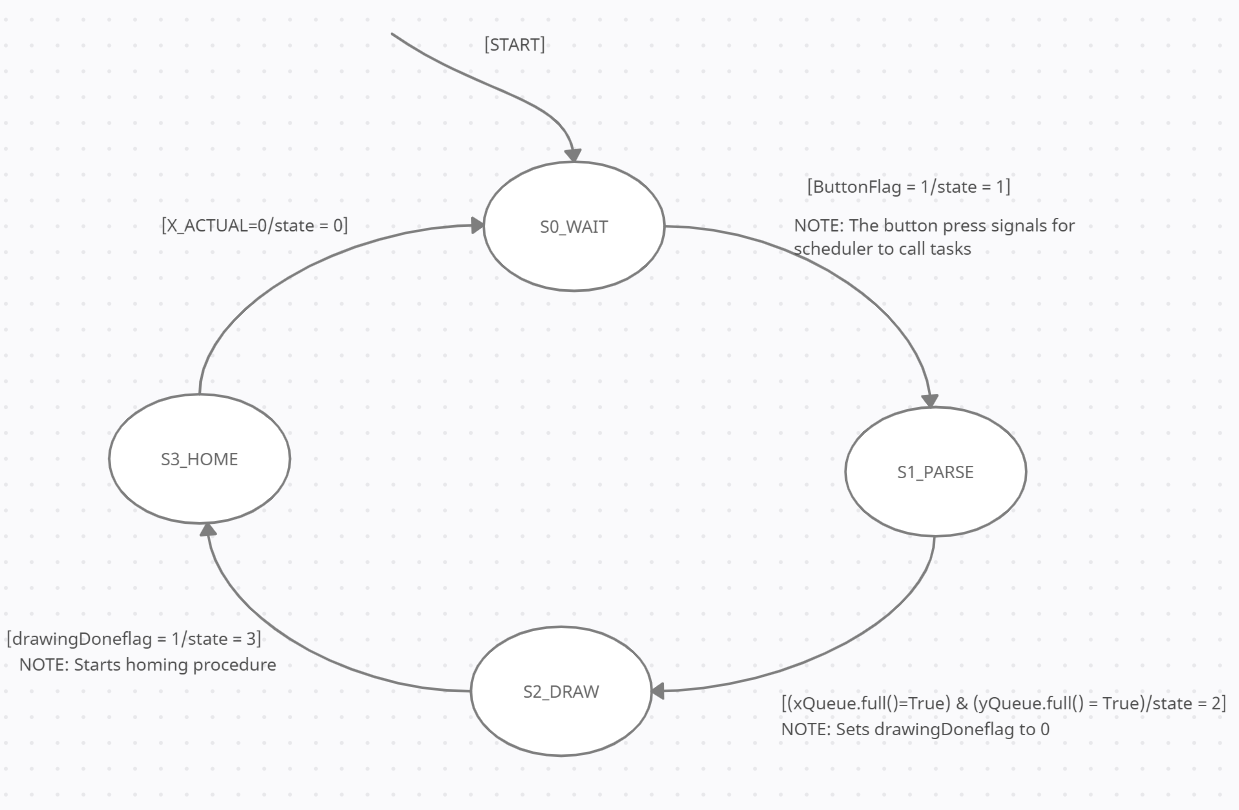 [START]
[ButtonFlag = 1/state = 1]
NOTE: The button press signals for
scheduler to call tasks
[X_ACTUAL=0/state = 0]
S0_WAIT
S3_HOME
S1_PARSE
[drawingDoneflag = 1/state = 3]
NOTE: Starts homing procedure
S2_DRAW
[(xQueue.full()=True) & (yQueue.full() = True)/state = 2]
NOTE: Sets drawingDoneflag to 0